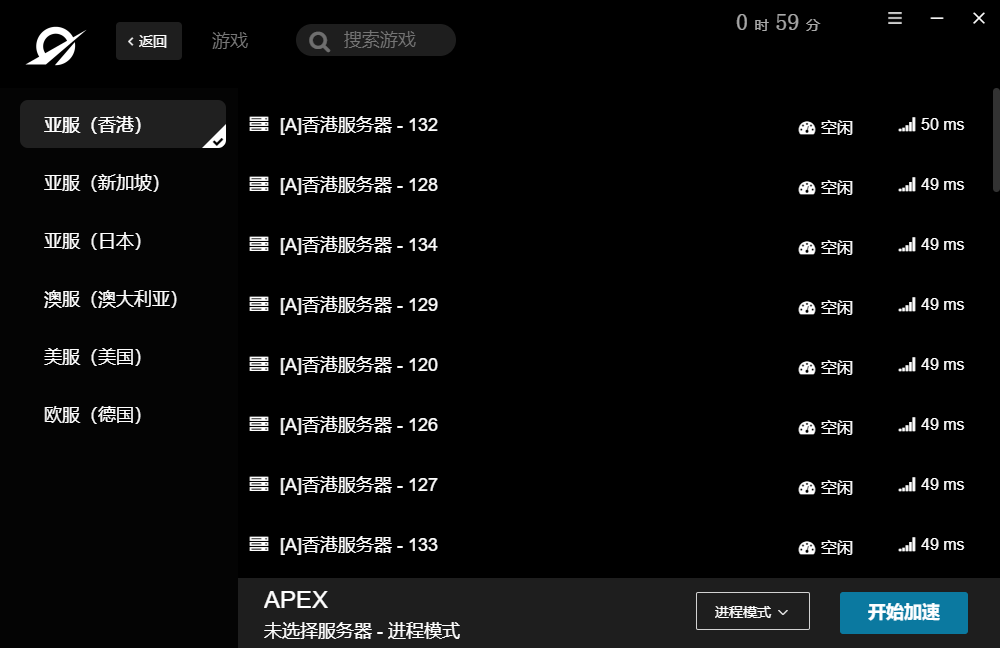 返回
游戏
搜索游戏
0 时 59 分
亚服（香港）
亚服（新加坡）
亚服（日本）
澳服（澳大利亚）
美服（美国）
欧服（德国）
[A]香港服务器 - 132 空闲 50 ms
[A]香港服务器 - 128 空闲 49 ms
[A]香港服务器 - 134 空闲 49 ms
[A]香港服务器 - 129 空闲 49 ms
[A]香港服务器 - 120 空闲 49 ms
[A]香港服务器 - 126 空闲 49 ms
[A]香港服务器 - 127 空闲 49 ms
[A]香港服务器 - 133 空闲 49 ms
APEX
未选择服务器 - 进程模式
进程模式
开始加速